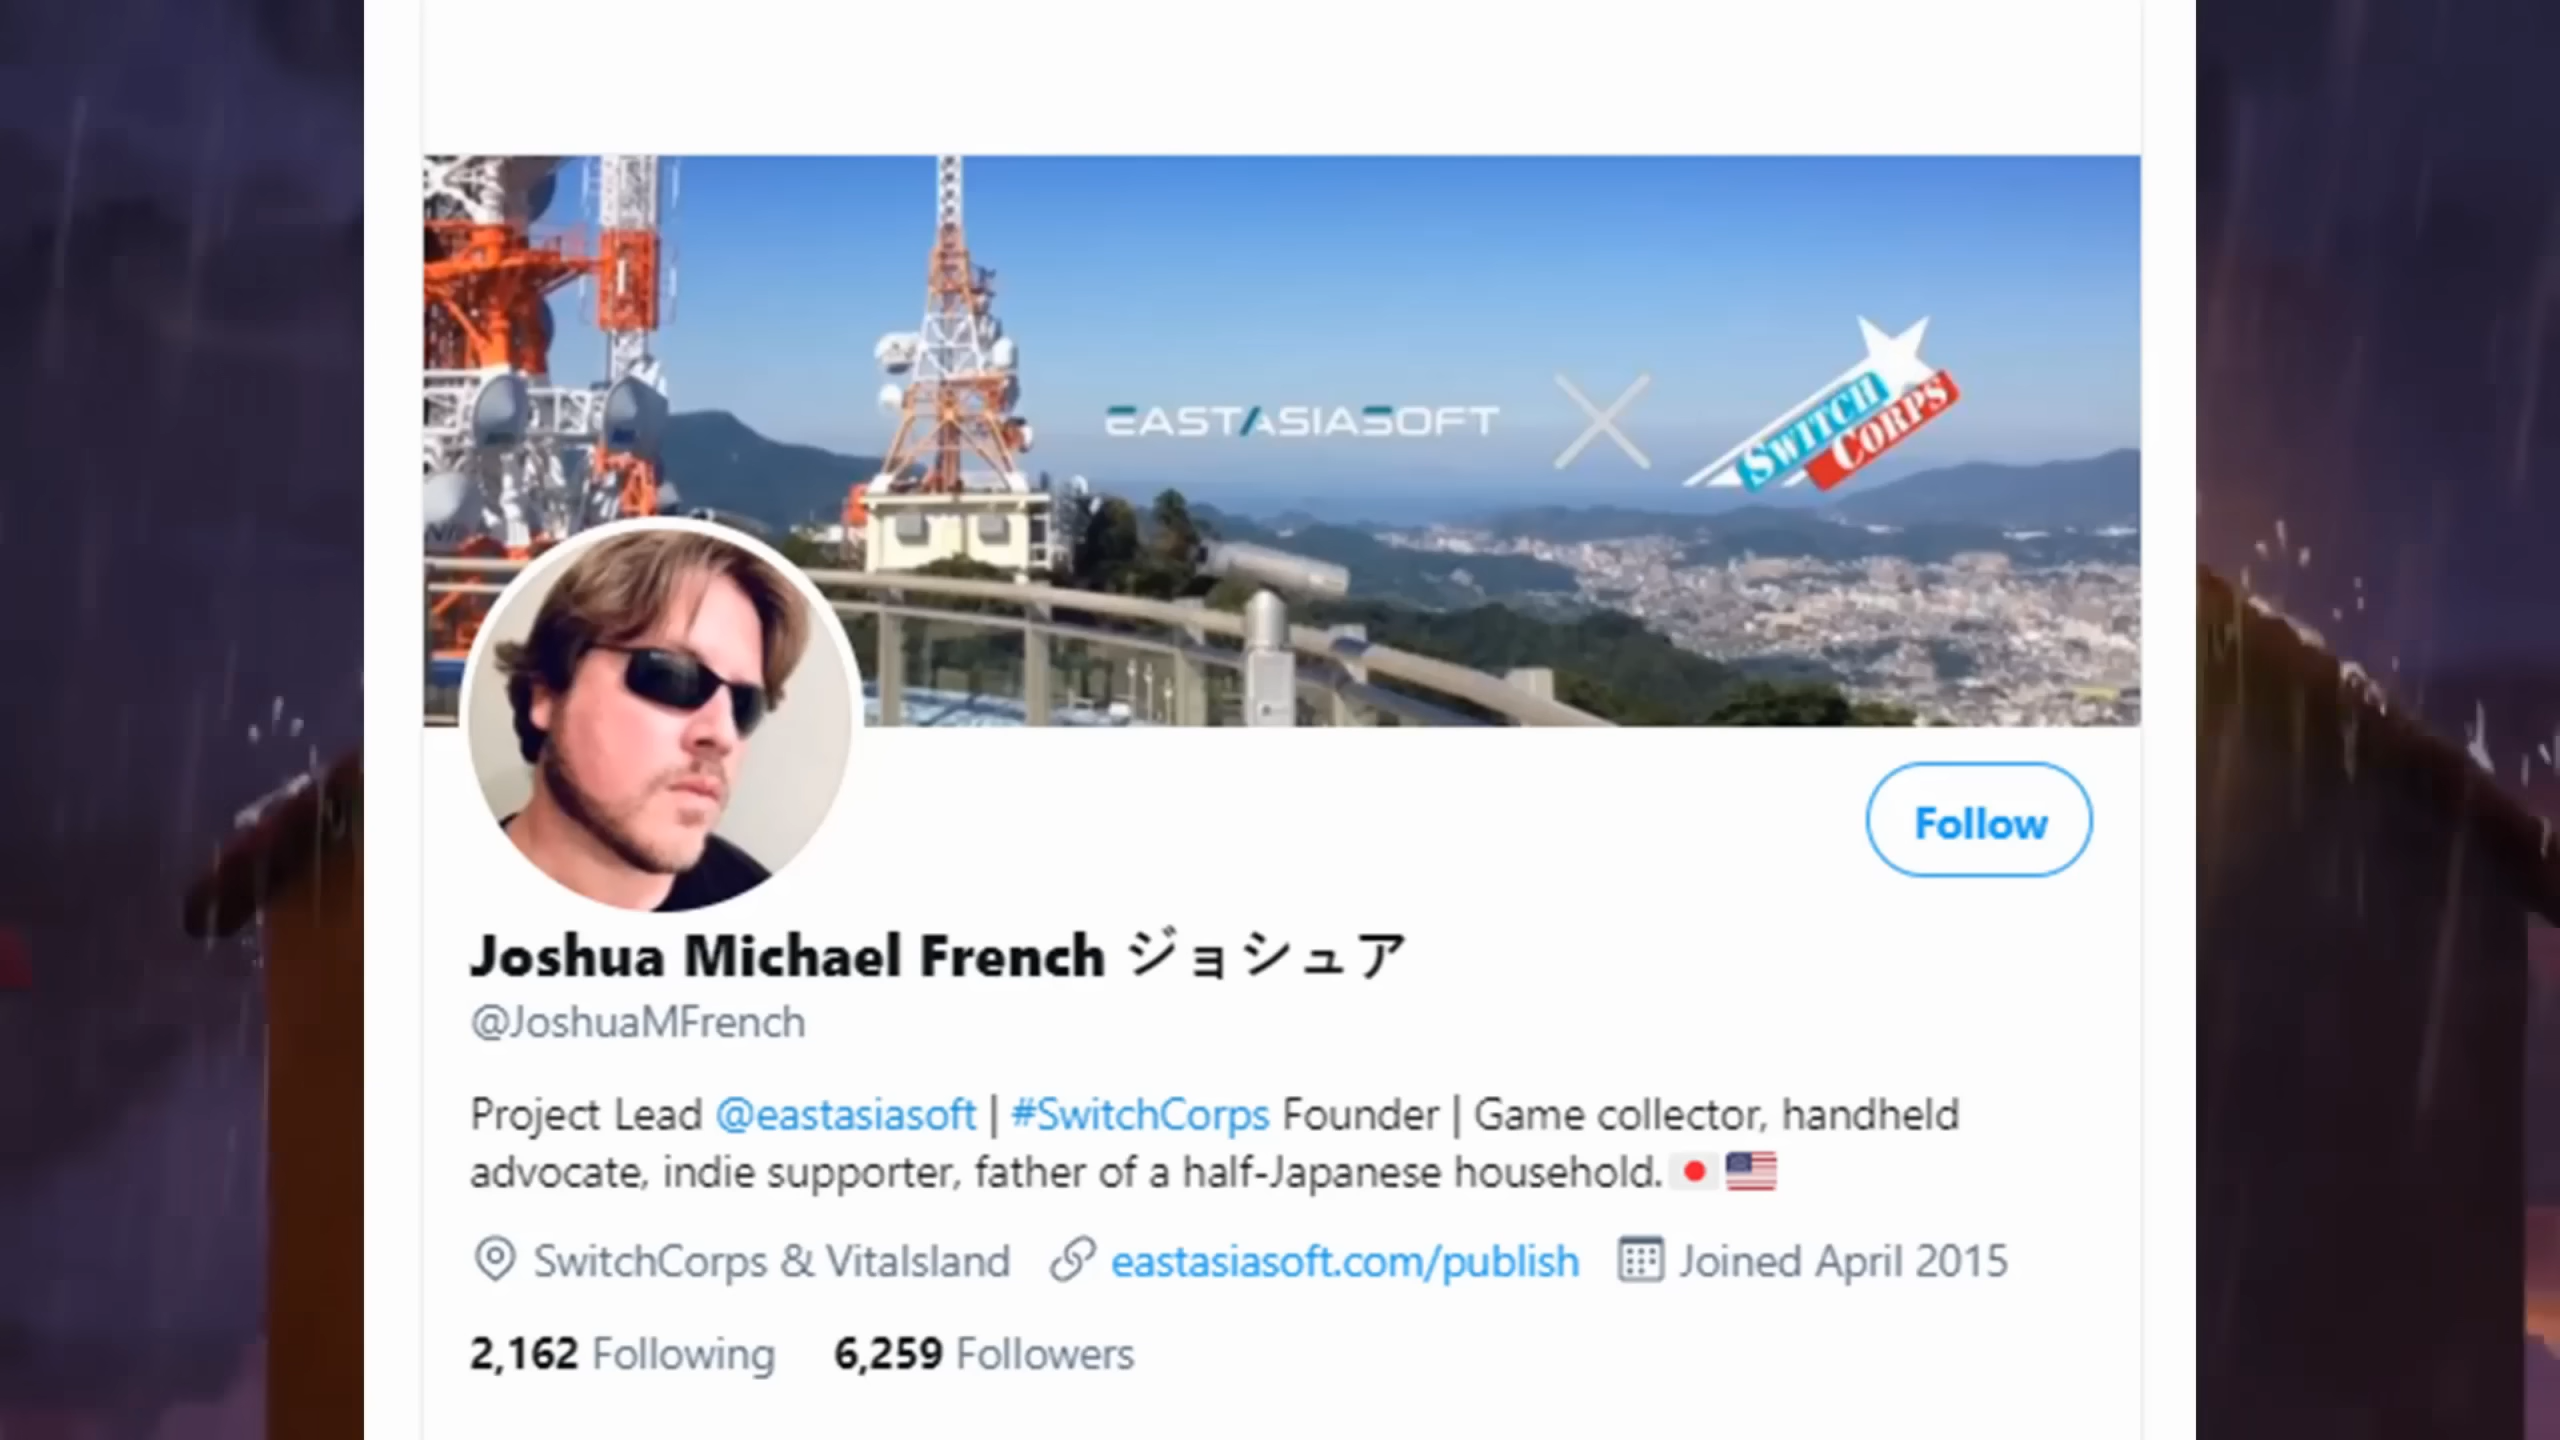 EASTASIASOFT
SWITCH
CORPS
Follow
Joshua Michael French ジョシュア
@JoshuaMFrench
Project Lead @eastasiasoft | #SwitchCorps Founder | Game collector, handheld
advocate, indie supporter, father of a half-Japanese household.
SwitchCorps & VitaIsland eastasiasoft.com/publish Joined April 2015
2,162 Following 6,259 Followers